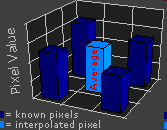 Pixel Value
Average
= known pixels
= interpolated pixel